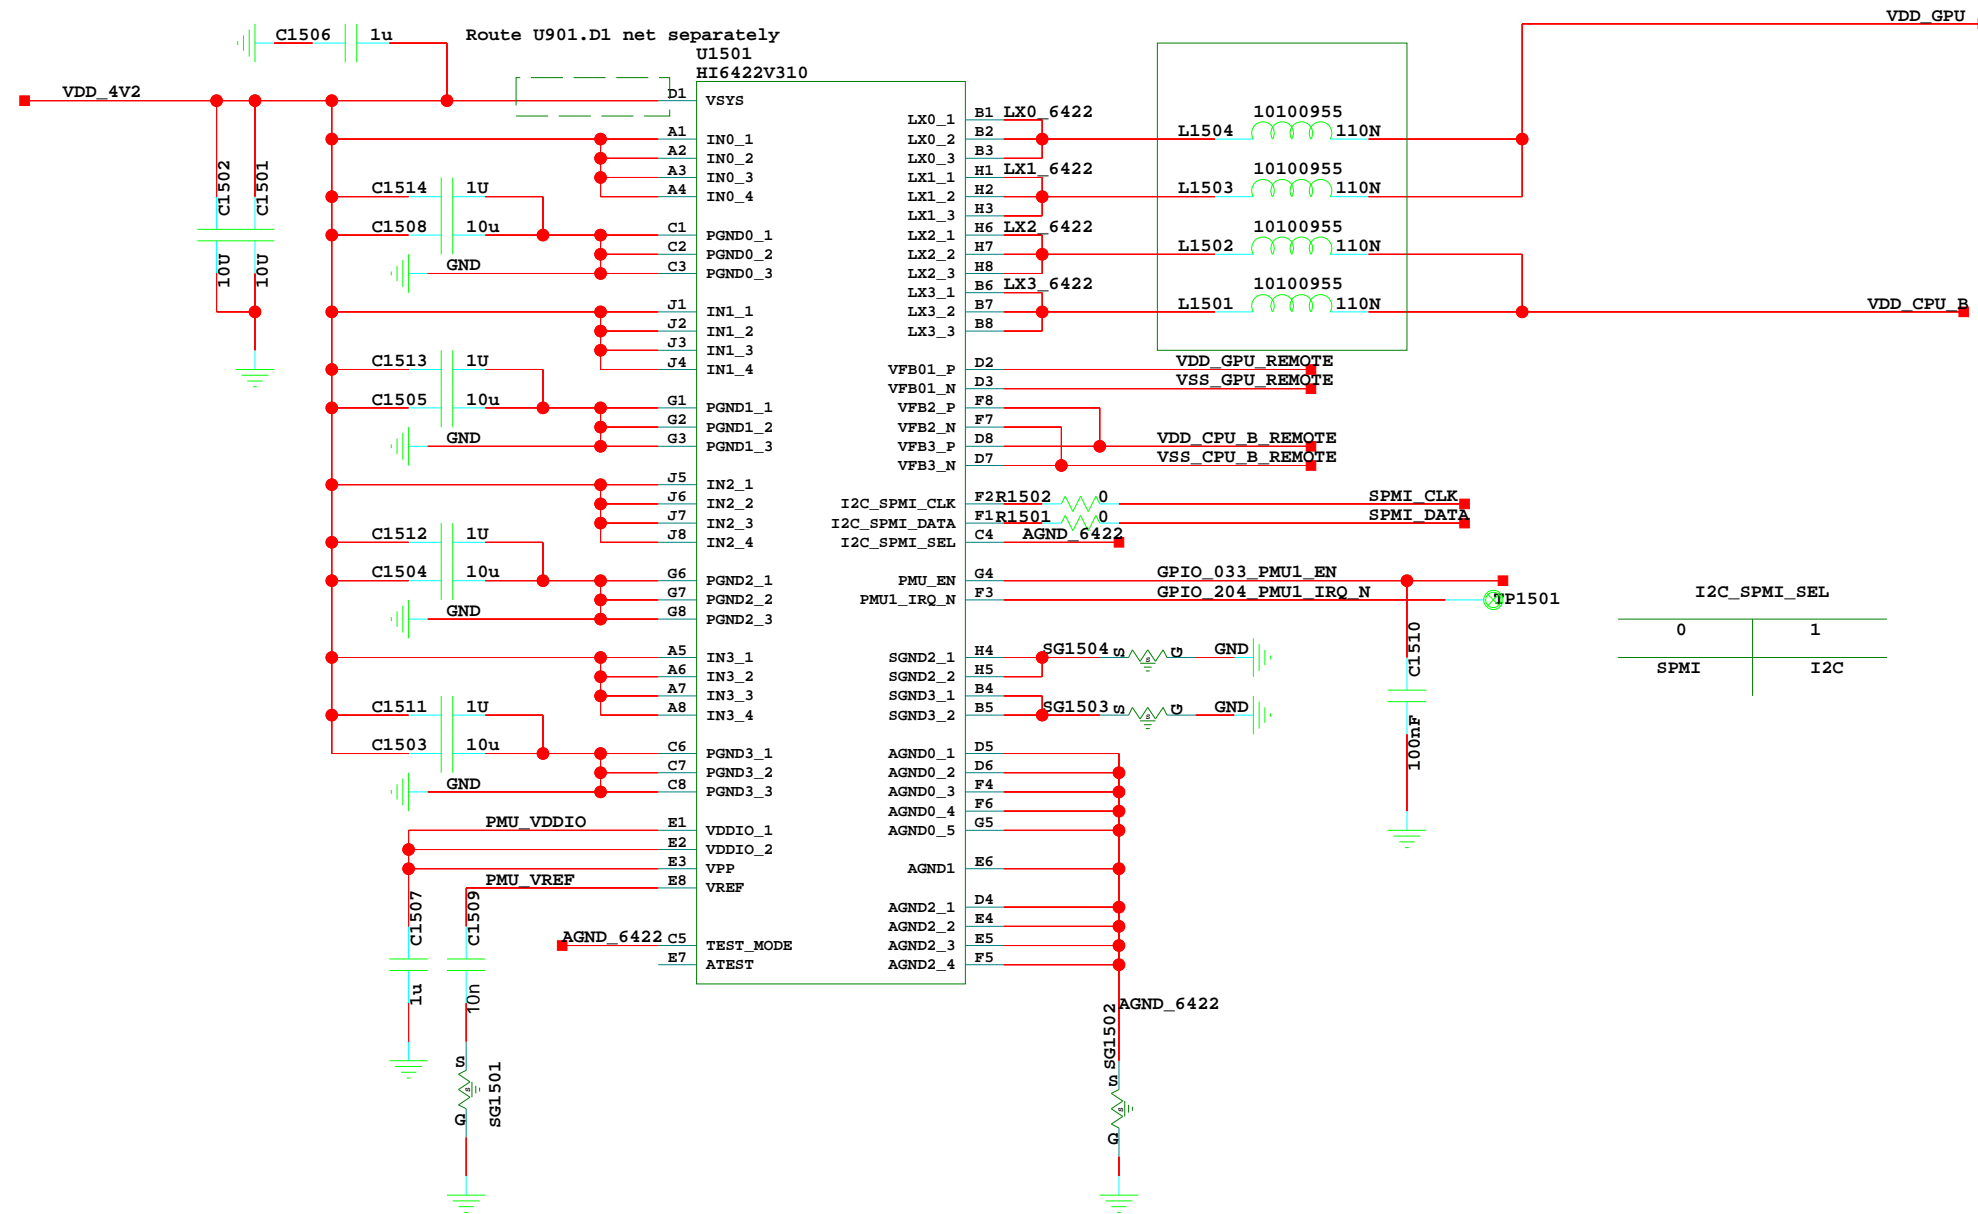 VDD_GPU
C1506 1u
Route U901.D1 net separately
U1501
HI6422V310
VDD_4V2
D1 VSYS
C1502
C1501
10U
10U
A1 IN0_1
A2 IN0_2
A3 IN0_3
A4 IN0_4
C1514 1U
C1508 10u
C1 PGND0_1
C2 PGND0_2
C3 PGND0_3
GND
J1 IN1_1
J2 IN1_2
J3 IN1_3
J4 IN1_4
C1513 1U
C1505 10u
G1 PGND1_1
G2 PGND1_2
G3 PGND1_3
GND
J5 IN2_1
J6 IN2_2
J7 IN2_3
J8 IN2_4
C1512 1U
C1504 10u
G6 PGND2_1
G7 PGND2_2
G8 PGND2_3
GND
A5 IN3_1
A6 IN3_2
A7 IN3_3
A8 IN3_4
C1511 1U
C1503 10u
C6 PGND3_1
C7 PGND3_2
C8 PGND3_3
GND
PMU_VDDIO E1 VDDIO_1
E2 VDDIO_2
E3 VPP
PMU_VREF E8 VREF
C1507
1u
C1509
10n
AGND_6422 C5 TEST_MODE
E7 ATEST
S
SG1501
G
LX0_1 B1 LX0_6422
LX0_2 B2
LX0_3 B3
LX1_1 H1 LX1_6422
LX1_2 H2
LX1_3 H3
LX2_1 H6 LX2_6422
LX2_2 H7
LX2_3 H8
LX3_1 B6 LX3_6422
LX3_2 B7
LX3_3 B8
10100955
L1504 110N
10100955
L1503 110N
10100955
L1502 110N
10100955
L1501 110N
VDD_CPU_B
VFB01_P D2 VDD_GPU_REMOTE
VFB01_N D3 VSS_GPU_REMOTE
VFB2_P F8
VFB2_N F7
VFB3_P D8 VDD_CPU_B_REMOTE
VFB3_N D7 VSS_CPU_B_REMOTE
I2C_SPMI_CLK F2 R1502 0 SPMI_CLK
I2C_SPMI_DATA F1 R1501 0 SPMI_DATA
I2C_SPMI_SEL C4 AGND_6422
PMU_EN G4 GPIO_033_PMU1_EN
PMU1_IRQ_N F3 GPIO_204_PMU1_IRQ_N TP1501
C1510
100nF
SGND2_1 H4 SG1504 S G GND
SGND2_2 H5
SGND3_1 B4
SGND3_2 B5 SG1503 S G GND
AGND0_1 D5
AGND0_2 D6
AGND0_3 F4
AGND0_4 F6
AGND0_5 G5
AGND1 E6
AGND2_1 D4
AGND2_2 E4
AGND2_3 E5
AGND2_4 F5
AGND_6422
SG1502
S
G
I2C_SPMI_SEL
0 1
SPMI I2C